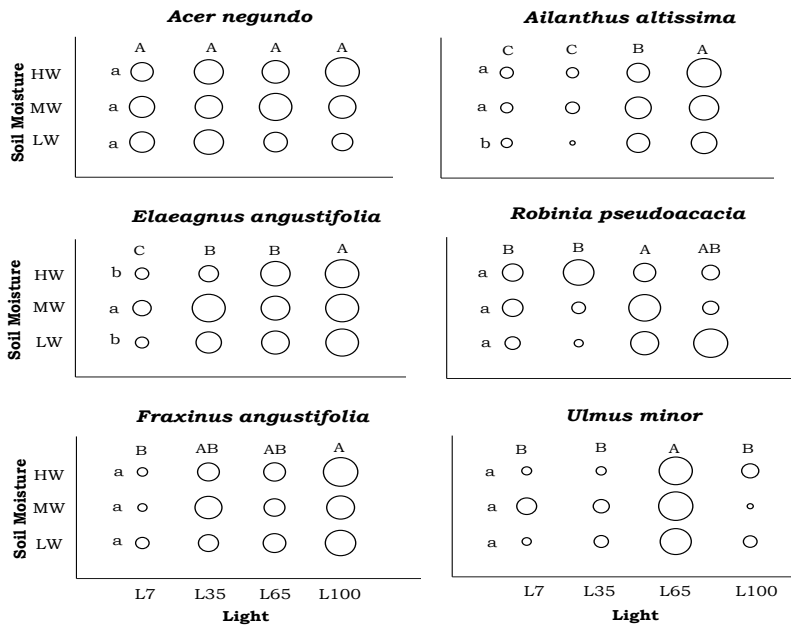 Acer negundo
A A A A
Soil Moisture
HW a
MW a
LW a
Ailanthus altissima
C C B A
a
a
b
Elaeagnus angustifolia
C B B A
Soil Moisture
HW b
MW a
LW b
Robinia pseudoacacia
B B A AB
a
a
a
Fraxinus angustifolia
B AB AB A
Soil Moisture
HW a
MW a
LW a
L7 L35 L65 L100
Light
Ulmus minor
B B A B
a
a
a
L7 L35 L65 L100
Light